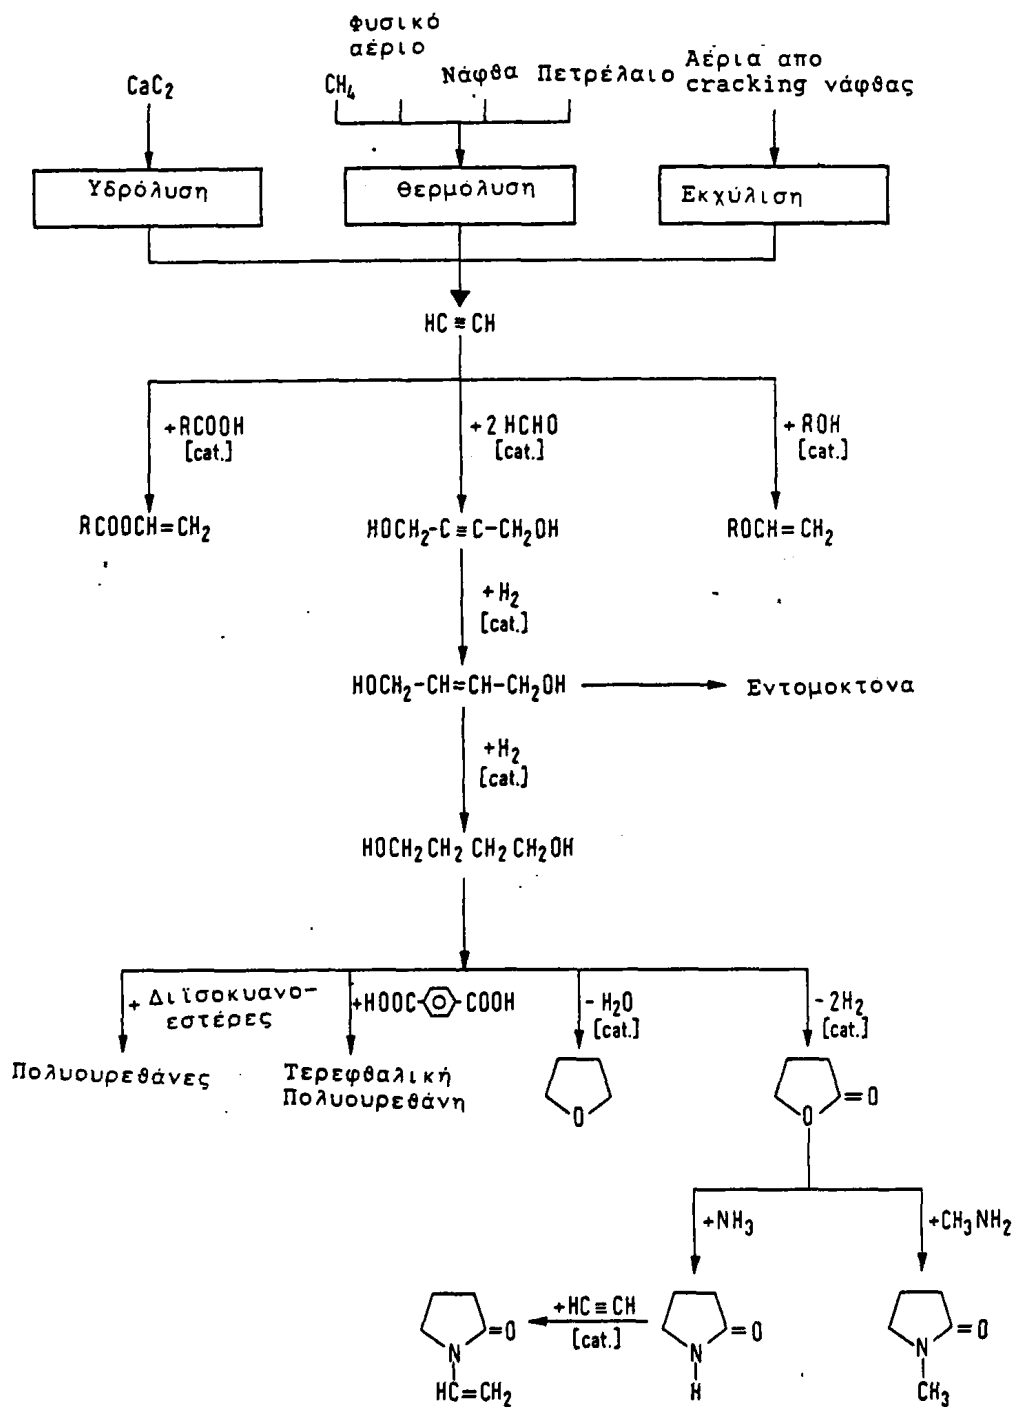 Φυσικό
αέριο
CaC₂
CH₄
Νάφθα Πετρέλαιο
Αέρια απο
cracking νάφθας
Υδρόλυση
Θερμόλυση
Εκχύλιση
HC≡CH
+RCOOH
[cat.]
+2 HCHO
[cat.]
+ ROH
[cat.]
RCOOCH=CH₂
HOCH₂-C≡C-CH₂OH
ROCH=CH₂
+H₂
[cat.]
HOCH₂-CH=CH-CH₂OH
Εντομοκτόνα
+H₂
[cat.]
HOCH₂CH₂CH₂CH₂OH
+ Διϊσοκυανο-
εστέρες
+HOOC-COOH
-H₂O
[cat.]
-2H₂
[cat.]
Πολυουρεθάνες
Τερεφθαλική
Πολυουρεθάνη
O
O =O
+NH₃
+CH₃NH₂
+HC≡CH
[cat.]
=O
N
HC=CH₂
=O
N
H
=O
N
CH₃